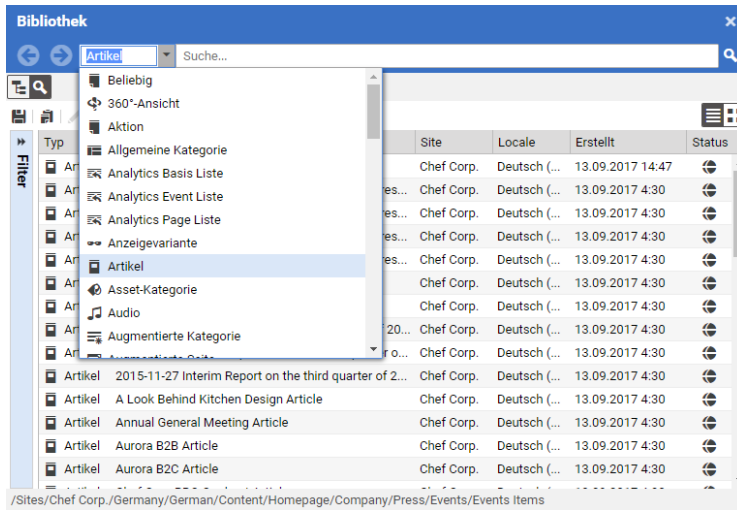 Bibliothek
Artikel Suche...
Beliebig
360°-Ansicht
Aktion
Allgemeine Kategorie
Analytics Basis Liste
Analytics Event Liste
Analytics Page Liste
Anzeigevariante
Artikel
Asset-Kategorie
Audio
Augmentierte Kategorie
Filter
Typ Site Locale Erstellt Status
Chef Corp. Deutsch (... 13.09.2017 14:47
res... Chef Corp. Deutsch (... 13.09.2017 4:30
res... Chef Corp. Deutsch (... 13.09.2017 4:30
res... Chef Corp. Deutsch (... 13.09.2017 4:30
res... Chef Corp. Deutsch (... 13.09.2017 4:30
Chef Corp. Deutsch (... 13.09.2017 4:30
Chef Corp. Deutsch (... 13.09.2017 4:30
20... Chef Corp. Deutsch (... 13.09.2017 4:30
Chef Corp. Deutsch (... 13.09.2017 4:30
Artikel 2015-11-27 Interim Report on the third quarter of 2... Chef Corp. Deutsch (... 13.09.2017 4:30
Artikel A Look Behind Kitchen Design Article Chef Corp. Deutsch (... 13.09.2017 4:30
Artikel Annual General Meeting Article Chef Corp. Deutsch (... 13.09.2017 4:30
Artikel Aurora B2B Article Chef Corp. Deutsch (... 13.09.2017 4:30
Artikel Aurora B2C Article Chef Corp. Deutsch (... 13.09.2017 4:30
/Sites/Chef Corp./Germany/German/Content/Homepage/Company/Press/Events/Events Items